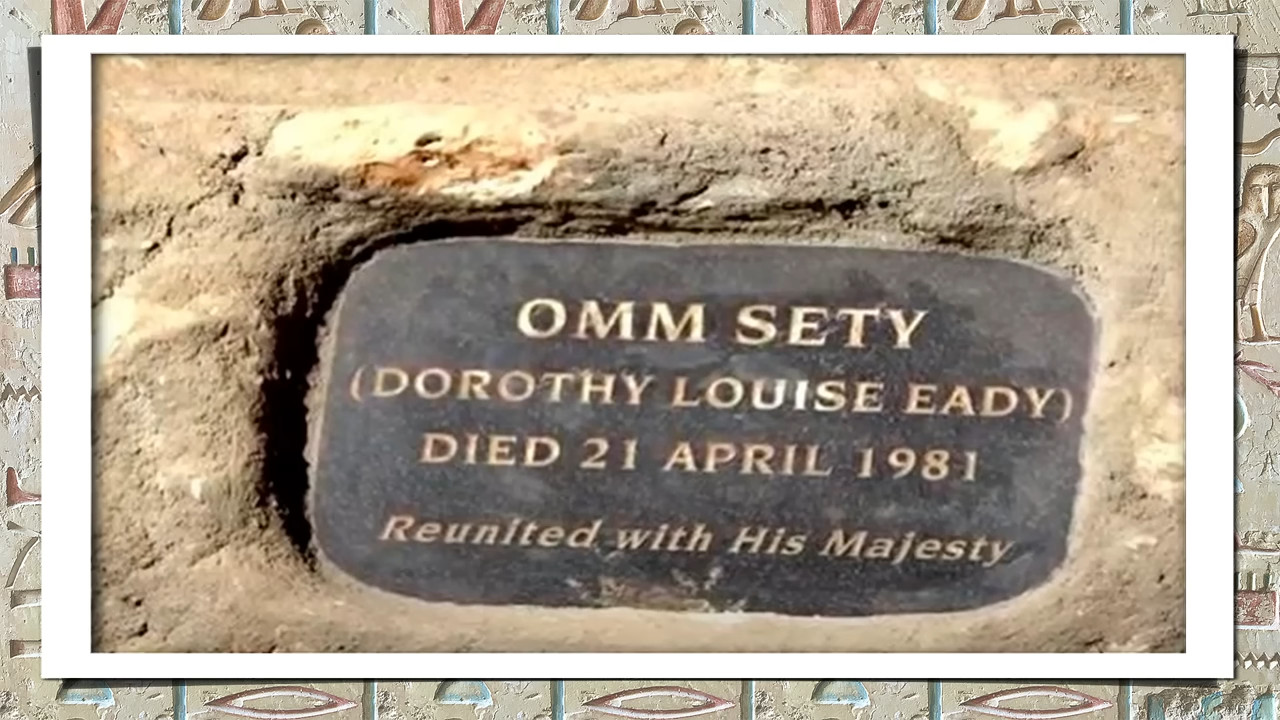 OMM SETY
(DOROTHY LOUISE EADY)
DIED 21 APRIL 1981
Reunited with His Majesty